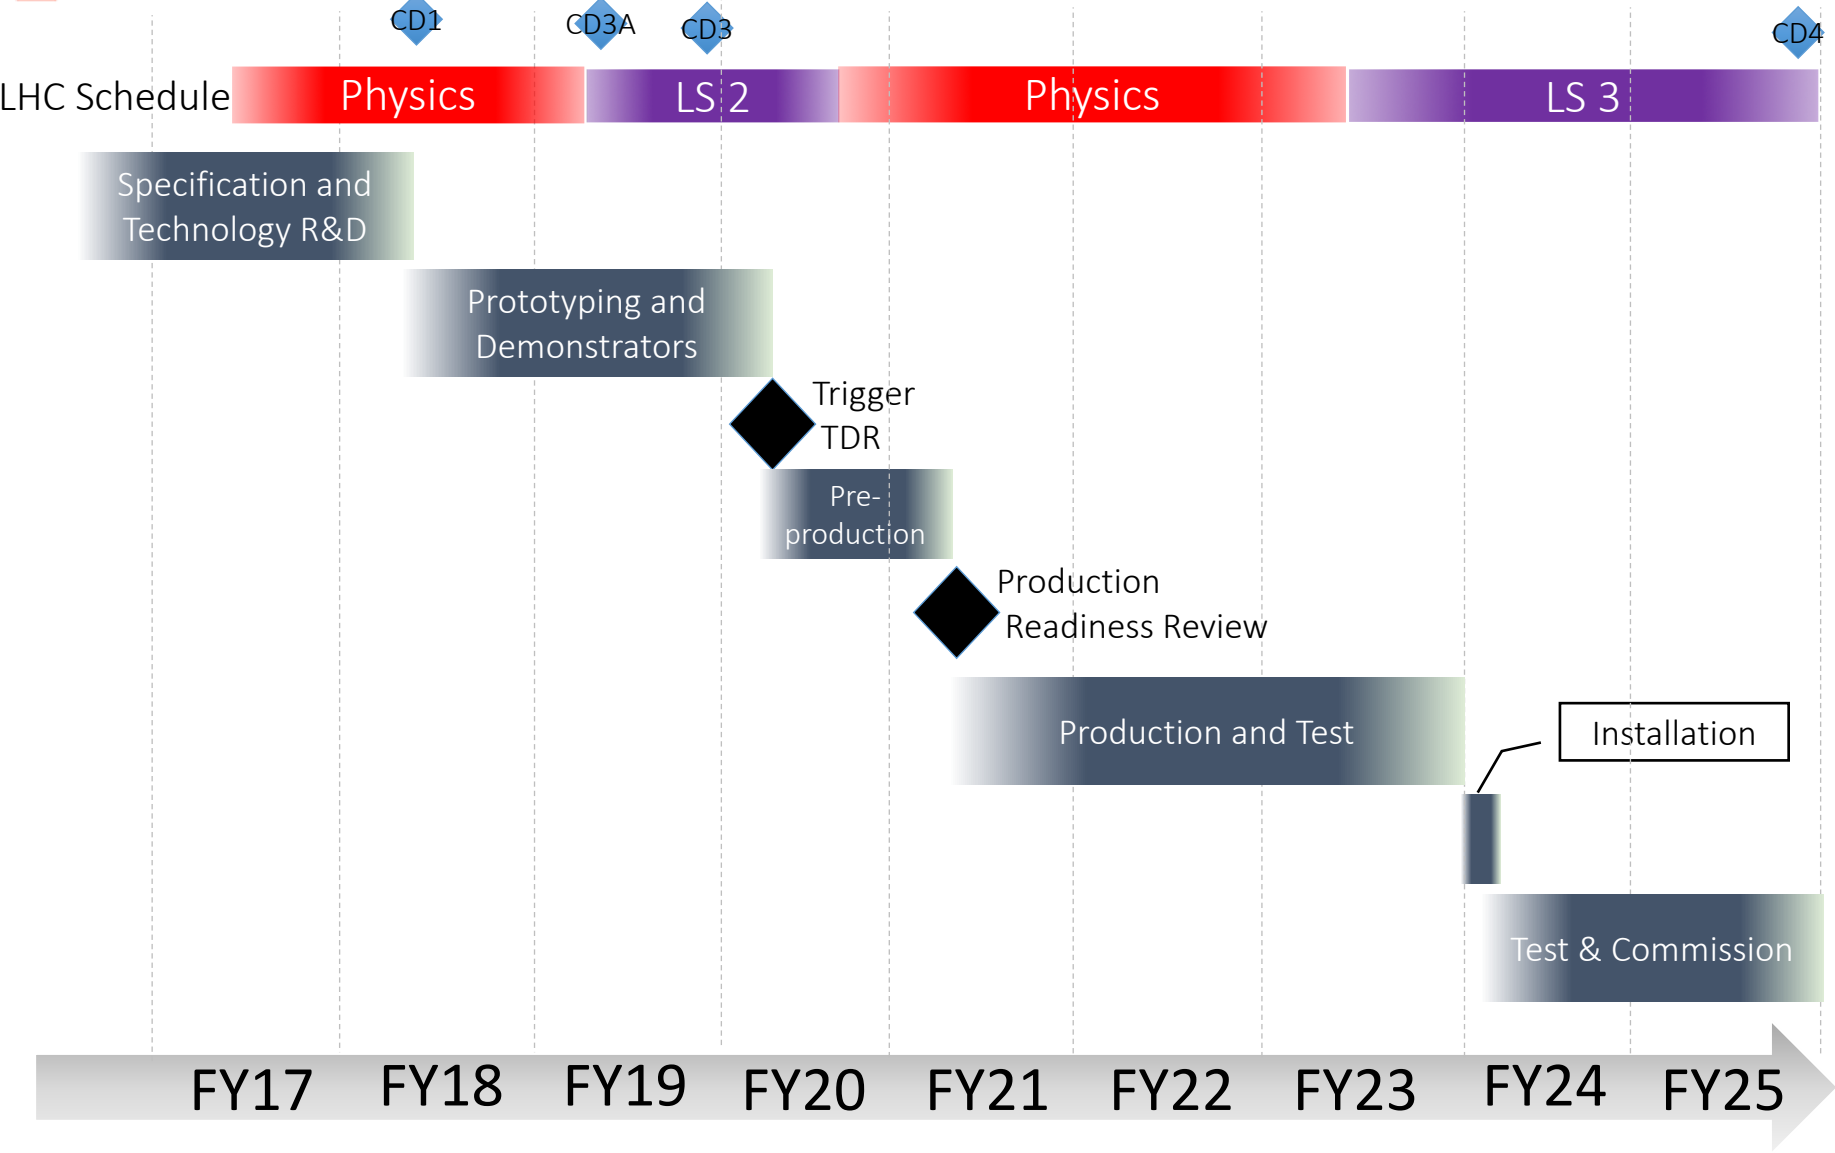 CD1
CD3A
CD3
CD4
LHC Schedule
Physics
LS 2
Physics
LS 3
Specification and
Technology R&D
Prototyping and
Demonstrators
Trigger
TDR
Pre-
production
Production
Readiness Review
Production and Test
Installation
Test & Commission
FY17
FY18
FY19
FY20
FY21
FY22
FY23
FY24
FY25